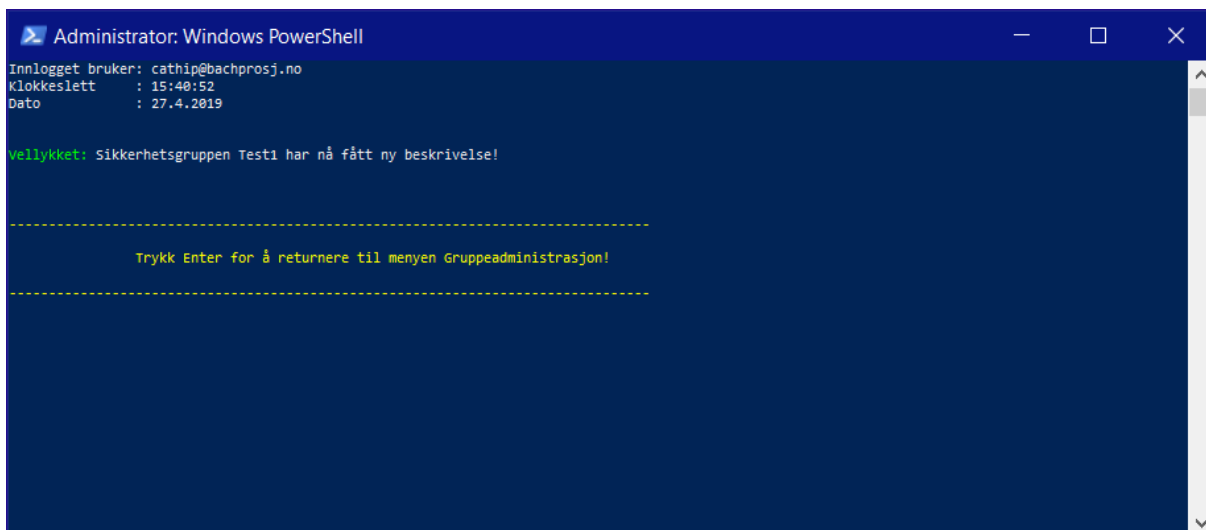 Administrator: Windows PowerShell
Innlogget bruker: cathip@bachprosj.no
Klokkeslett     : 15:40:52
Dato            : 27.4.2019
Vellykket: Sikkerhetsgruppen Test1 har nå fått ny beskrivelse!
--------------------------------------------------------------------------------
Trykk Enter for å returnere til menyen Gruppeadministrasjon!
--------------------------------------------------------------------------------